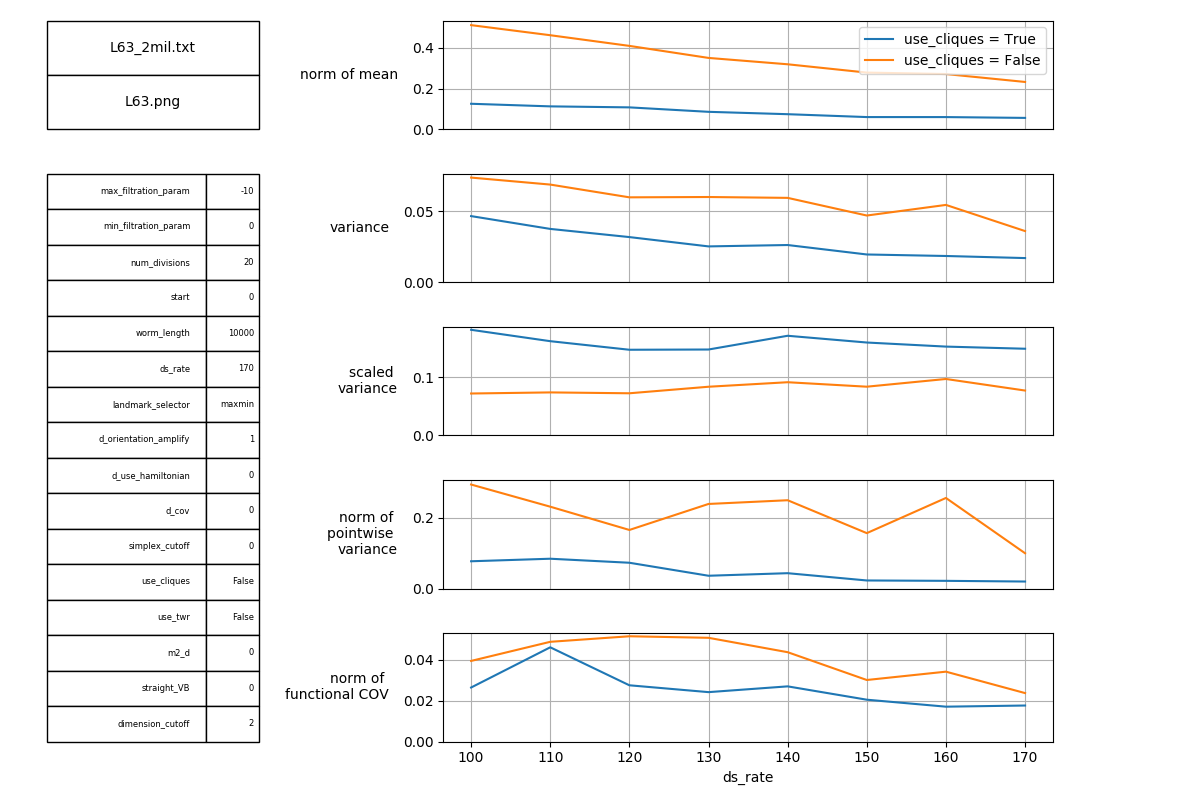 L63_2mil.txt
L63.png
max_filtration_param -10
min_filtration_param 0
num_divisions 20
start 0
worm_length 10000
ds_rate 170
landmark_selector maxmin
d_orientation_amplify 1
d_use_hamiltonian 0
d_cov 0
simplex_cutoff 0
use_cliques False
use_twr False
m2_d 0
straight_VB 0
dimension_cutoff 2
norm of mean
0.4
0.2
0.0
use_cliques = True
use_cliques = False
variance
0.05
0.00
scaled
variance
0.1
0.0
norm of
pointwise
variance
0.2
0.0
norm of
functional COV
0.04
0.02
0.00
100 110 120 130 140 150 160 170
ds_rate